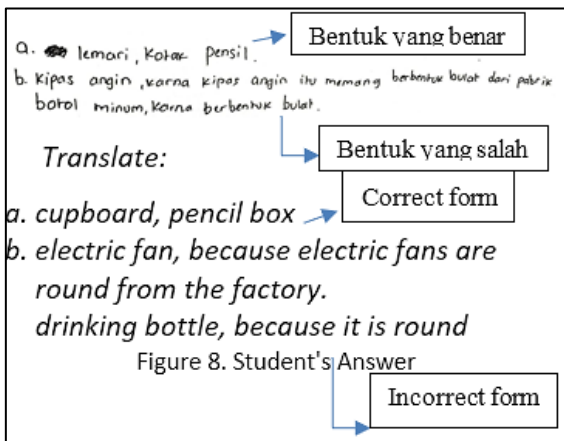 a. lemari, Kotak Pensil.
Bentuk yang benar
b. Kipas angin, karna kipas angin itu memang berbentuk bulat dari pabrik
botol minum, Karna berbentuk bulat.
Translate:
Bentuk yang salah
Correct form
a. cupboard, pencil box
b. electric fan, because electric fans are
round from the factory.
drinking bottle, because it is round
Figure 8. Student's Answer
Incorrect form